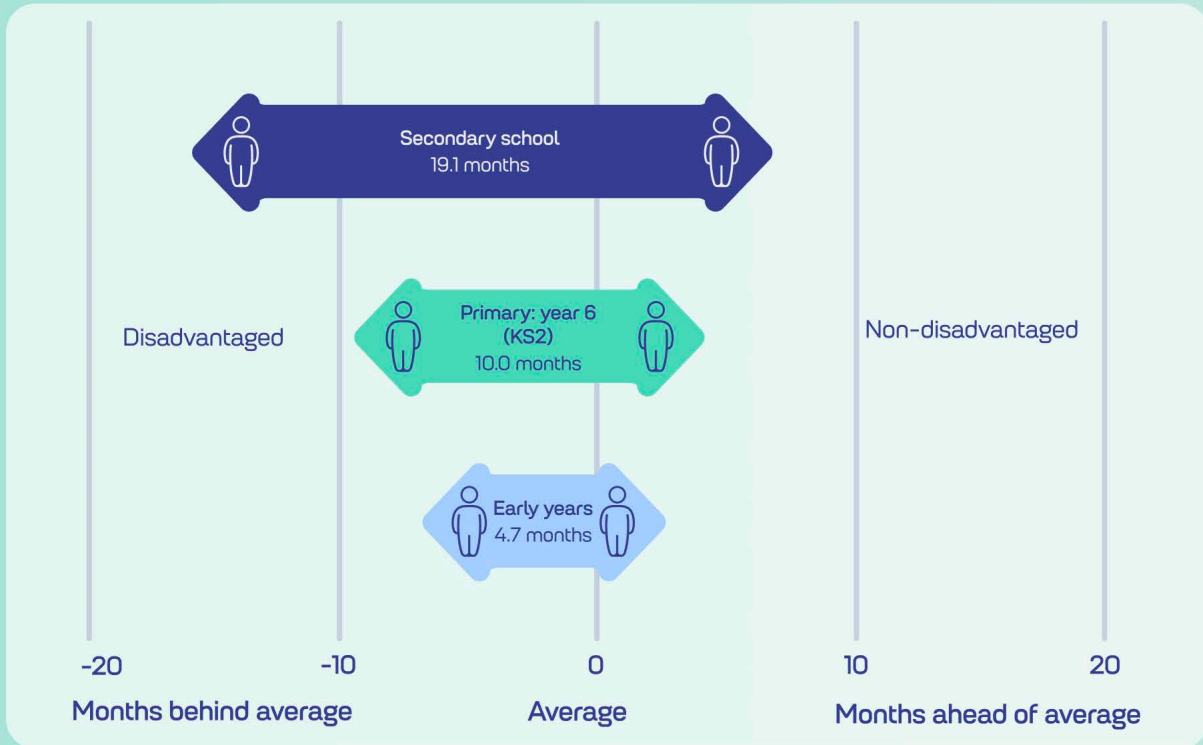 Secondary school
19.1 months
Primary: year 6
(KS2)
10.0 months
Disadvantaged
Non-disadvantaged
Early years
4.7 months
-20
-10
0
10
20
Months behind average
Average
Months ahead of average